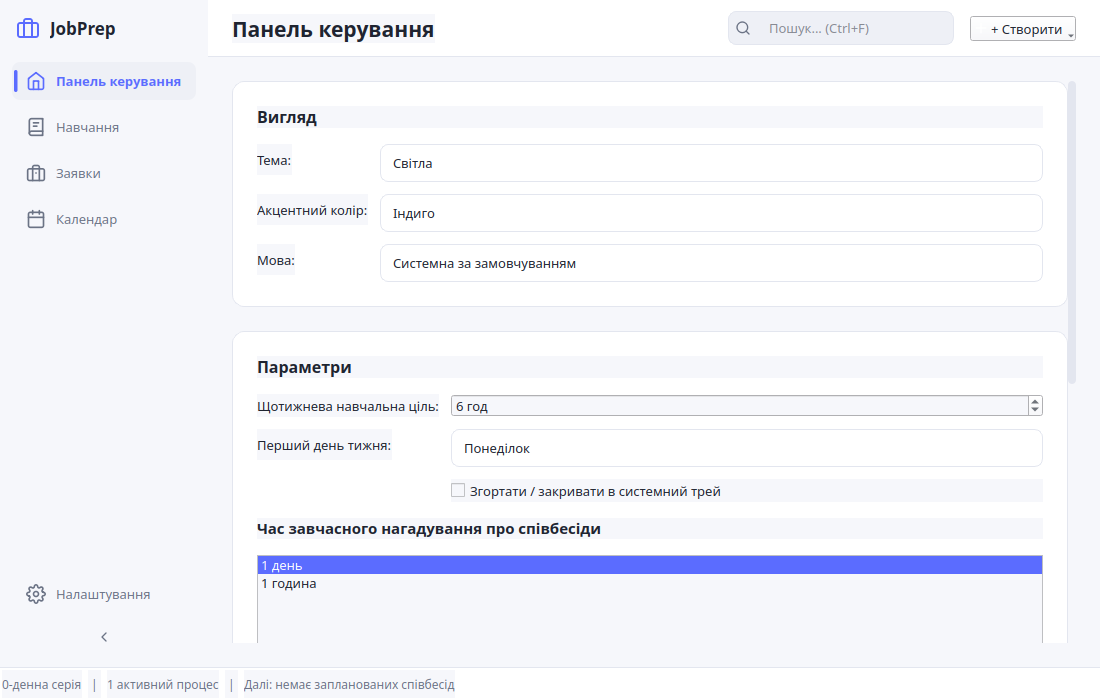 JobPrep
Панель керування
Пошук... (Ctrl+F)
+ Створити
Панель керування
Навчання
Заявки
Календар
Налаштування
Вигляд
Тема:
Світла
Акцентний колір:
Індиго
Мова:
Системна за замовчуванням
Параметри
Щотижнева навчальна ціль:
6 год
Перший день тижня:
Понеділок
Згортати / закривати в системний трей
Час завчасного нагадування про співбесіди
1 день
1 година
0-денна серія | 1 активний процес | Далі: немає запланованих співбесід